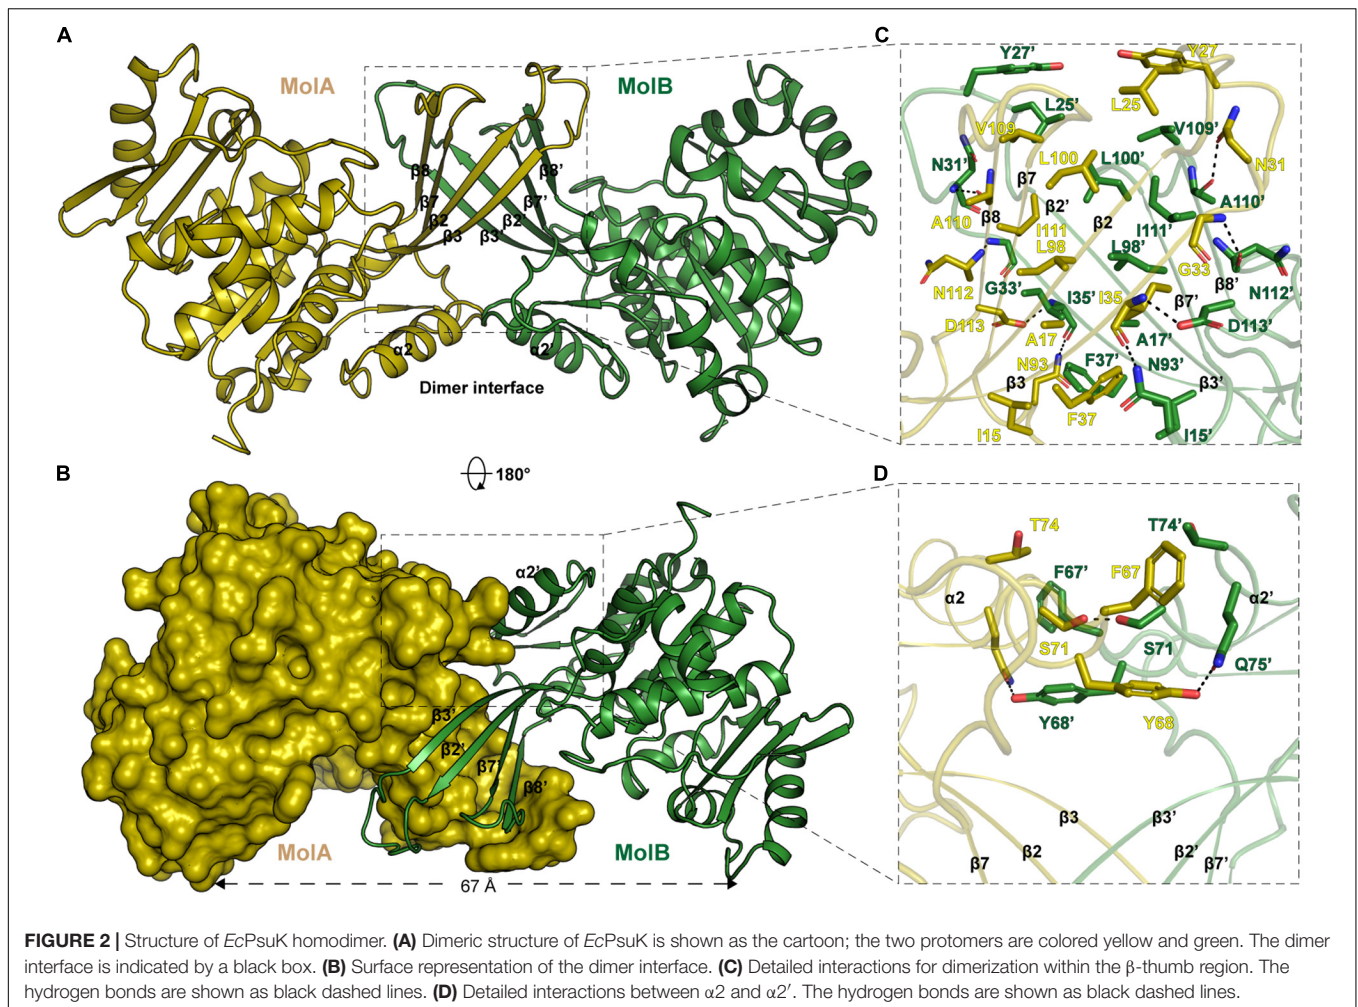 A
MolA
MolB
β8
β8'
β7
β7'
β2
β2'
β3
β3'
α2
α2'
Dimer interface
C
Y27'
Y27
L25'
L25
V109
V109'
N31'
L100
L100'
N31
β7
A110
β8
β2'
β2
A110'
I111
I111'
L98
L98'
G33
N112
G33'
β8'
N112'
I35'
I35
β7'
D113
A17
A17'
D113'
N93
F37'
N93'
β3
β3'
F37
I15
I15'
180°
B
α2'
β3'
β2'
β7'
β8'
MolA
MolB
67 Å
D
T74
T74'
F67'
F67
α2
α2'
S71
S71
Q75'
Y68'
Y68
β3
β3'
β7
β2
β2'
β7'
FIGURE 2 | Structure of EcPsuK homodimer. (A) Dimeric structure of EcPsuK is shown as the cartoon; the two protomers are colored yellow and green. The dimer
interface is indicated by a black box. (B) Surface representation of the dimer interface. (C) Detailed interactions for dimerization within the β-thumb region. The
hydrogen bonds are shown as black dashed lines. (D) Detailed interactions between α2 and α2′. The hydrogen bonds are shown as black dashed lines.